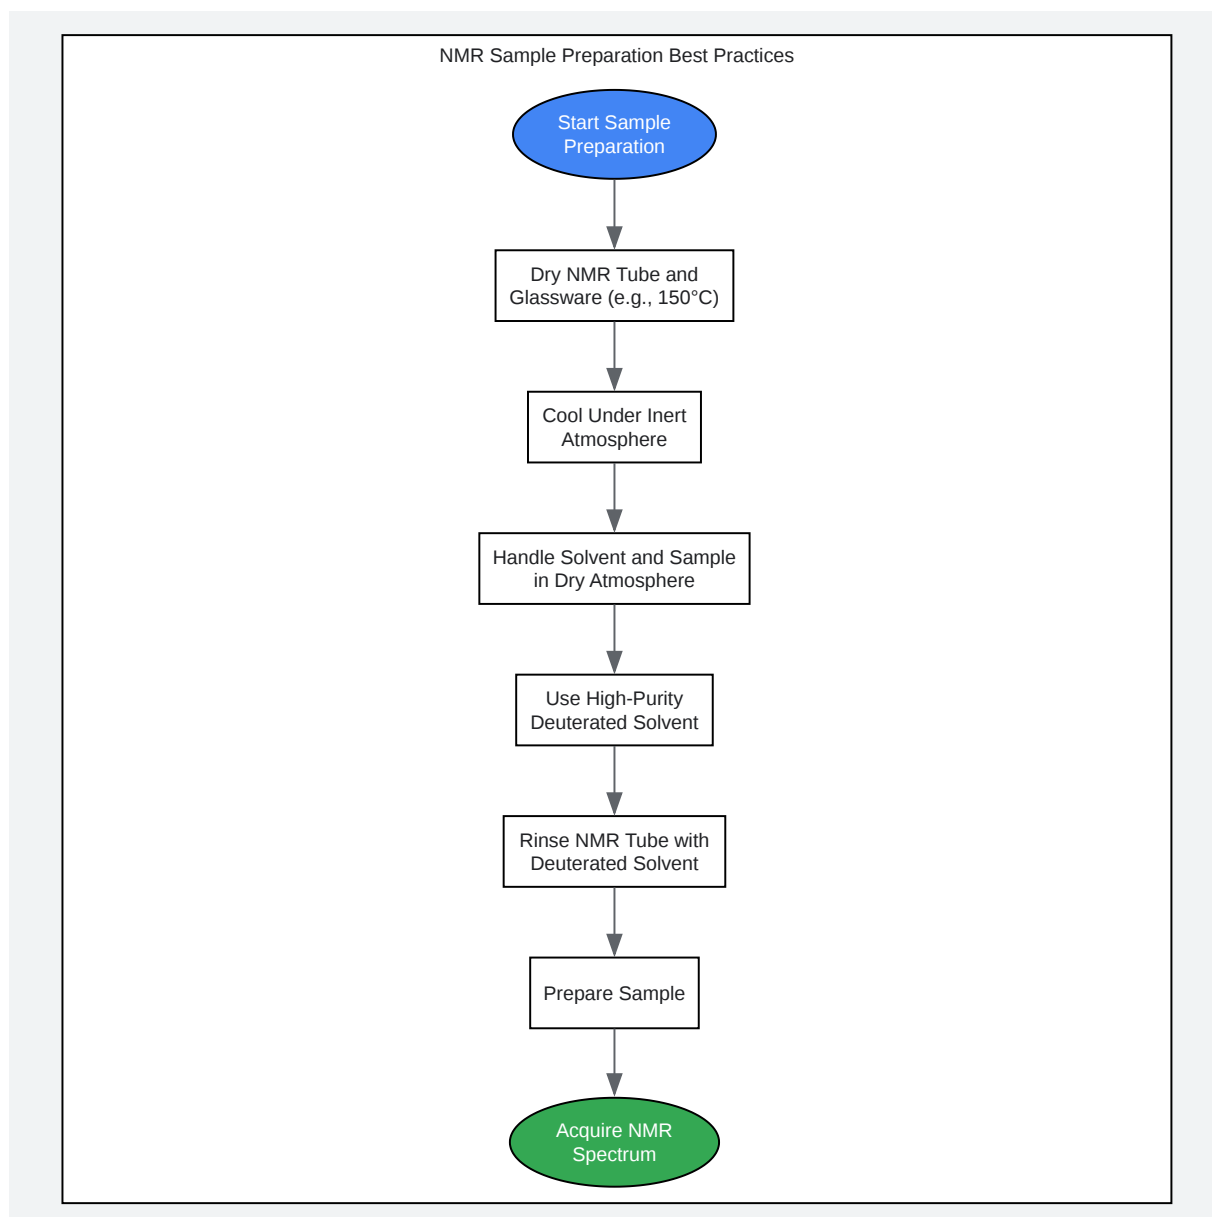 NMR Sample Preparation Best Practices
Start Sample
Preparation
Dry NMR Tube and
Glassware (e.g., 150°C)
Cool Under Inert
Atmosphere
Handle Solvent and Sample
in Dry Atmosphere
Use High-Purity
Deuterated Solvent
Rinse NMR Tube with
Deuterated Solvent
Prepare Sample
Acquire NMR
Spectrum